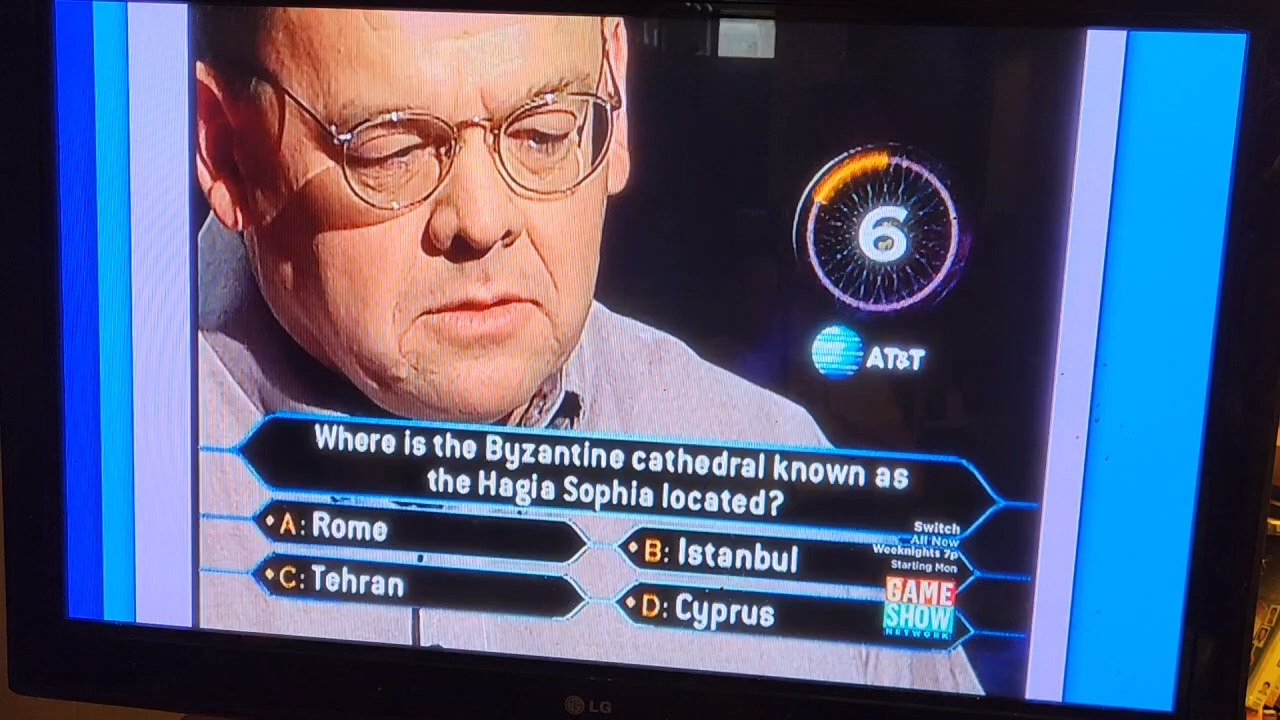 6
AT&T
Where is the Byzantine cathedral known as
the Hagia Sophia located?
A: Rome
B: Istanbul
C: Tehran
D: Cyprus
Switch
All New
Weeknights 7p
Starting Mon
GAME
SHOW
NETWORK
LG